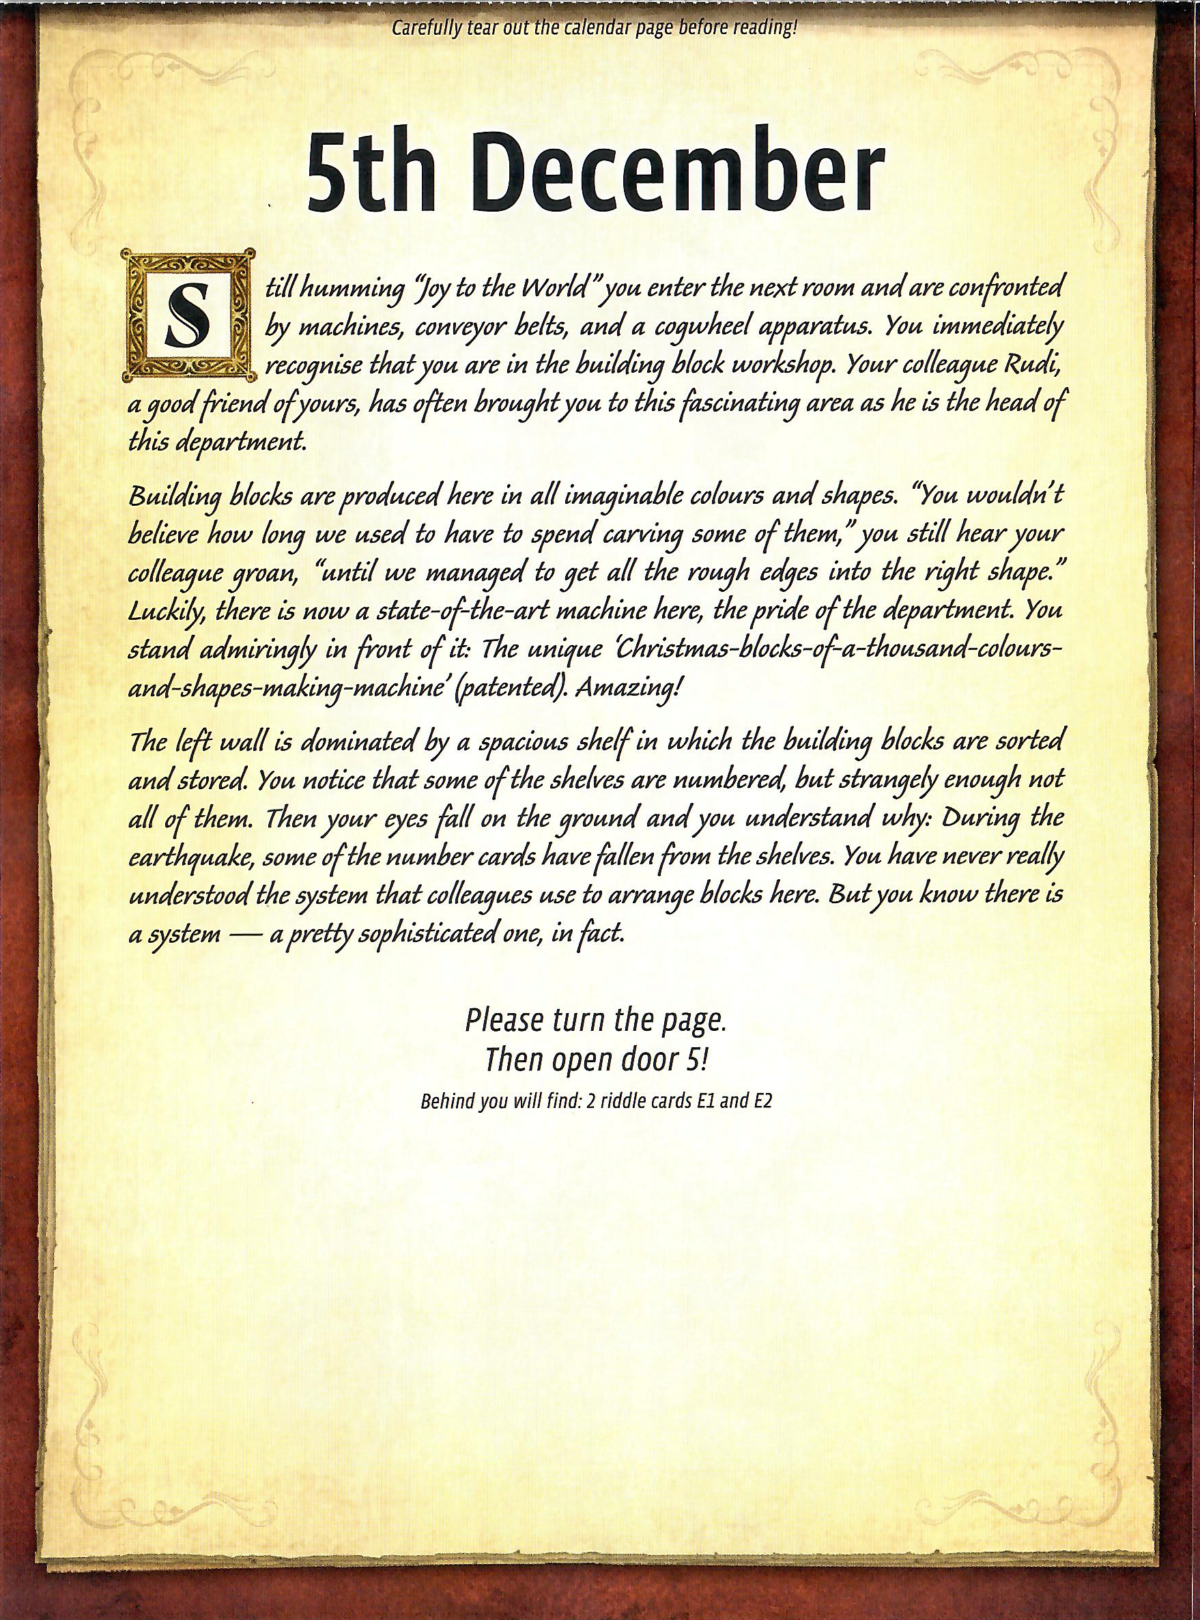 Carefully tear out the calendar page before reading!
5th December
Still humming “Joy to the World” you enter the next room and are confronted
by machines, conveyor belts, and a cogwheel apparatus. You immediately
recognise that you are in the building block workshop. Your colleague Rudi,
a good friend of yours, has often brought you to this fascinating area as he is the head of
this department.
Building blocks are produced here in all imaginable colours and shapes. “You wouldn’t
believe how long we used to have to spend carving some of them,” you still hear your
colleague groan, “until we managed to get all the rough edges into the right shape.”
Luckily, there is now a state-of-the-art machine here, the pride of the department. You
stand admiringly in front of it: The unique ‘Christmas-blocks-of-a-thousand-colours-
and-shapes-making-machine’ (patented). Amazing!
The left wall is dominated by a spacious shelf in which the building blocks are sorted
and stored. You notice that some of the shelves are numbered, but strangely enough not
all of them. Then your eyes fall on the ground and you understand why: During the
earthquake, some of the number cards have fallen from the shelves. You have never really
understood the system that colleagues use to arrange blocks here. But you know there is
a system — a pretty sophisticated one, in fact.
Please turn the page.
Then open door 5!
Behind you will find: 2 riddle cards E1 and E2